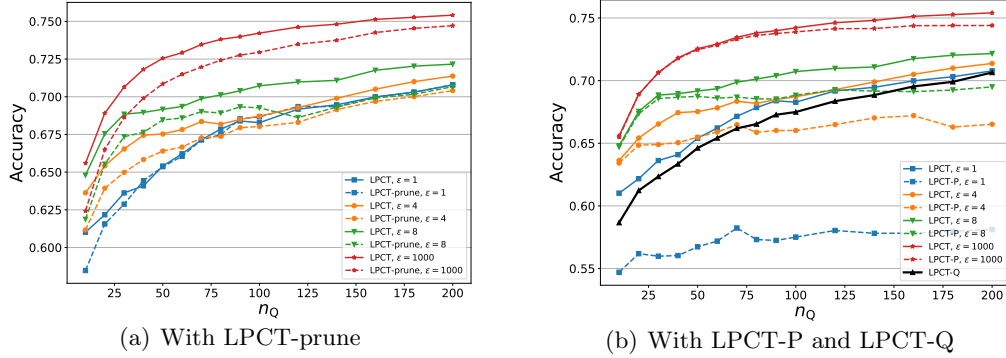 0.750
0.725
0.700
0.675
0.650
0.625
0.600
Accuracy
25
50
75
100
125
150
175
200
nQ
LPCT, ε = 1
LPCT-prune, ε = 1
LPCT, ε = 4
LPCT-prune, ε = 4
LPCT, ε = 8
LPCT-prune, ε = 8
LPCT, ε = 1000
LPCT-prune, ε = 1000
(a) With LPCT-prune
0.75
0.70
0.65
0.60
0.55
Accuracy
25
50
75
100
125
150
175
200
nQ
LPCT, ε = 1
LPCT-P, ε = 1
LPCT, ε = 4
LPCT-P, ε = 4
LPCT, ε = 8
LPCT-P, ε = 8
LPCT, ε = 1000
LPCT-P, ε = 1000
LPCT-Q
(b) With LPCT-P and LPCT-Q